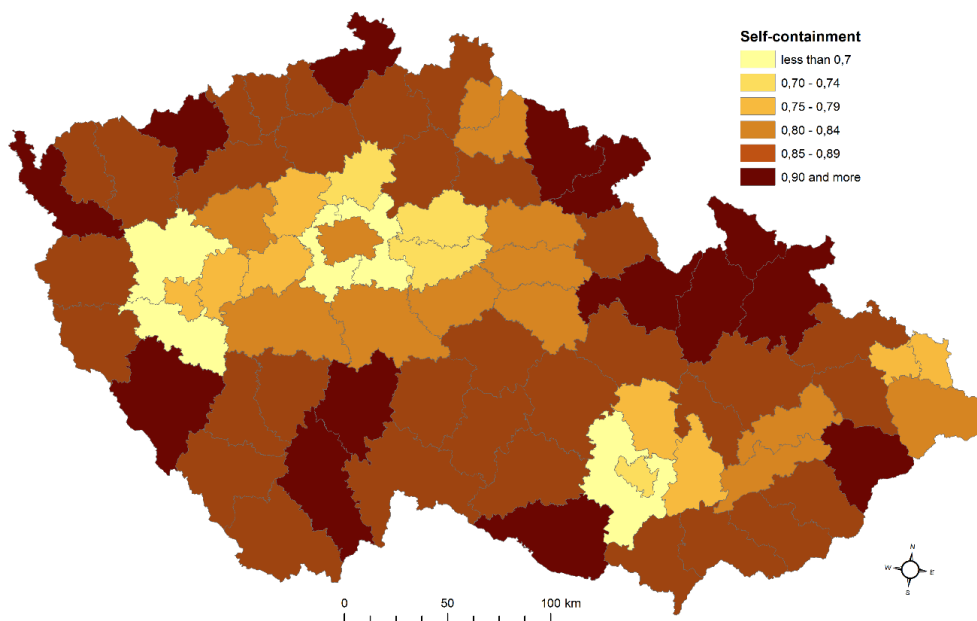 Self-containment
less than 0,7
0,70 - 0,74
0,75 - 0,79
0,80 - 0,84
0,85 - 0,89
0,90 and more
N
W E
S
0 50 100 km